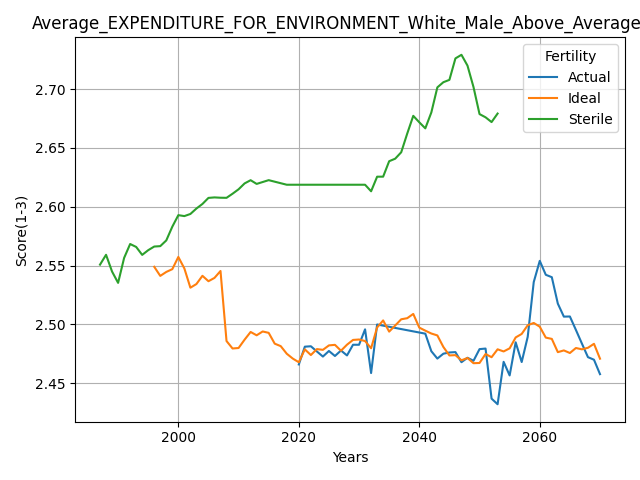 Average_EXPENDITURE_FOR_ENVIRONMENT_White_Male_Above_Average
Fertility
Actual
Ideal
Sterile
2.70
2.65
2.60
2.55
2.50
2.45
Score(1-3)
2000
2020
2040
2060
Years